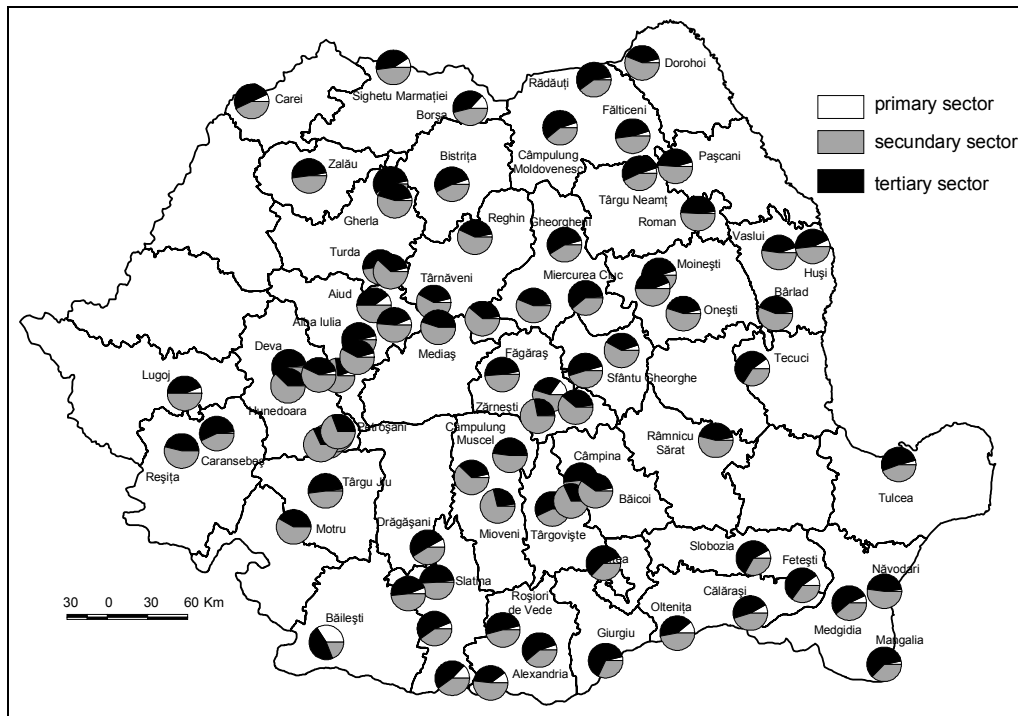 Dorohoi
Rădăuți
Carei
Sighetu Marmației
Borșa
Fălticeni
primary sector
secundary sector
tertiary sector
Zalău
Bistrița
Câmpulung
Moldovenesc
Pașcani
Târgu Neamț
Gherla
Reghin
Gheorgheni
Roman
Vaslui
Huși
Turda
Târnăveni
Miercurea Ciuc
Moinești
Aiud
Onești
Bârlad
Alba Iulia
Mediaș
Deva
Făgăraș
Tecuci
Lugoj
Sfântu Gheorghe
Hunedoara
Zărnești
Petroșani
Câmpulung
Muscel
Râmnicu
Sărat
Caransebeș
Reșița
Câmpina
Târgu Jiu
Băicoi
Tulcea
Motru
Mioveni
Târgoviște
Drăgășani
Slobozia
Fetești
Năvodari
Slatina
30 0 30 60 Km
Roșiori
de Vede
Călărași
Oltenița
Băilești
Giurgiu
Medgidia
Mangalia
Alexandria